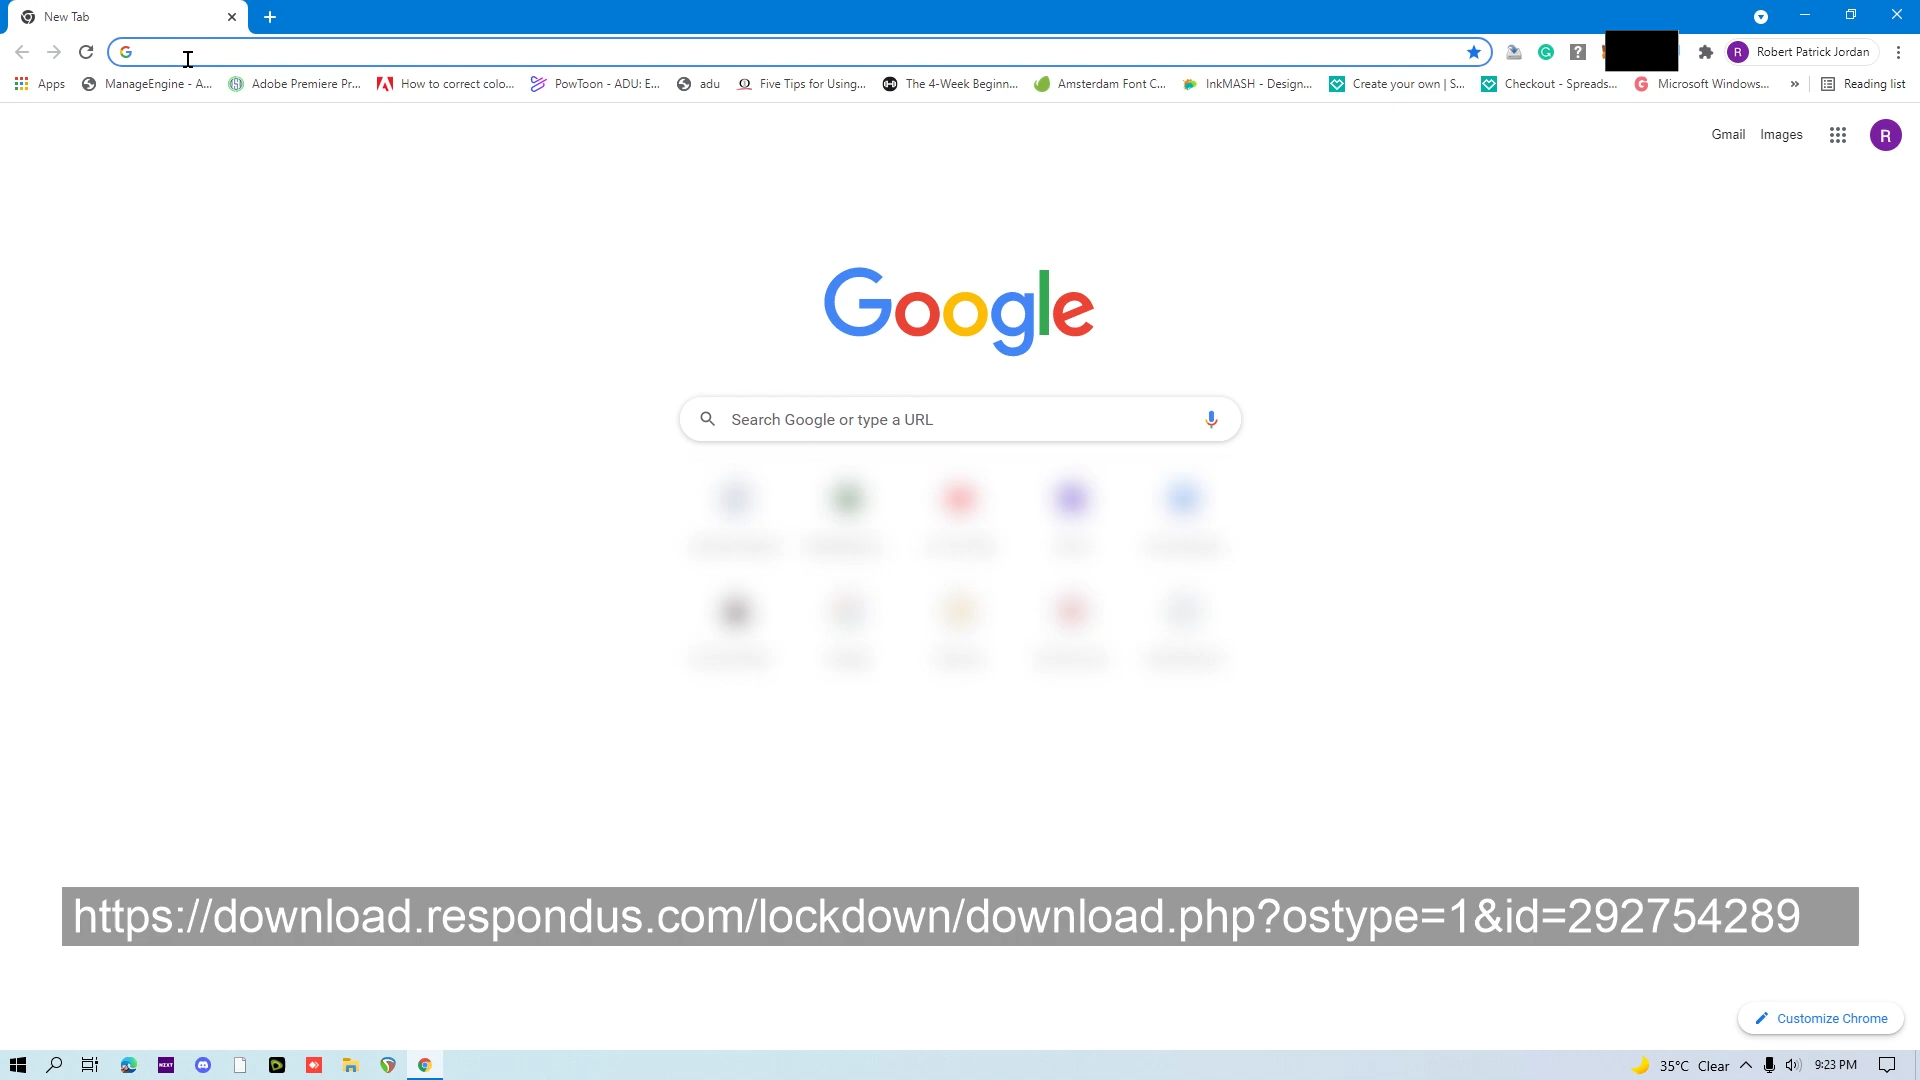 New Tab
R Robert Patrick Jordan
Apps ManageEngine - A... Adobe Premiere Pr... How to correct colo... PowToon - ADU: E... adu Five Tips for Using... The 4-Week Beginn... Amsterdam Font C... InkMASH - Design... Create your own | S... Checkout - Spreads... Microsoft Windows... » Reading list
Gmail Images R
Google
Search Google or type a URL
https://download.respondus.com/lockdown/download.php?ostype=1&id=292754289
Customize Chrome
NEXT 35°C Clear 9:23 PM